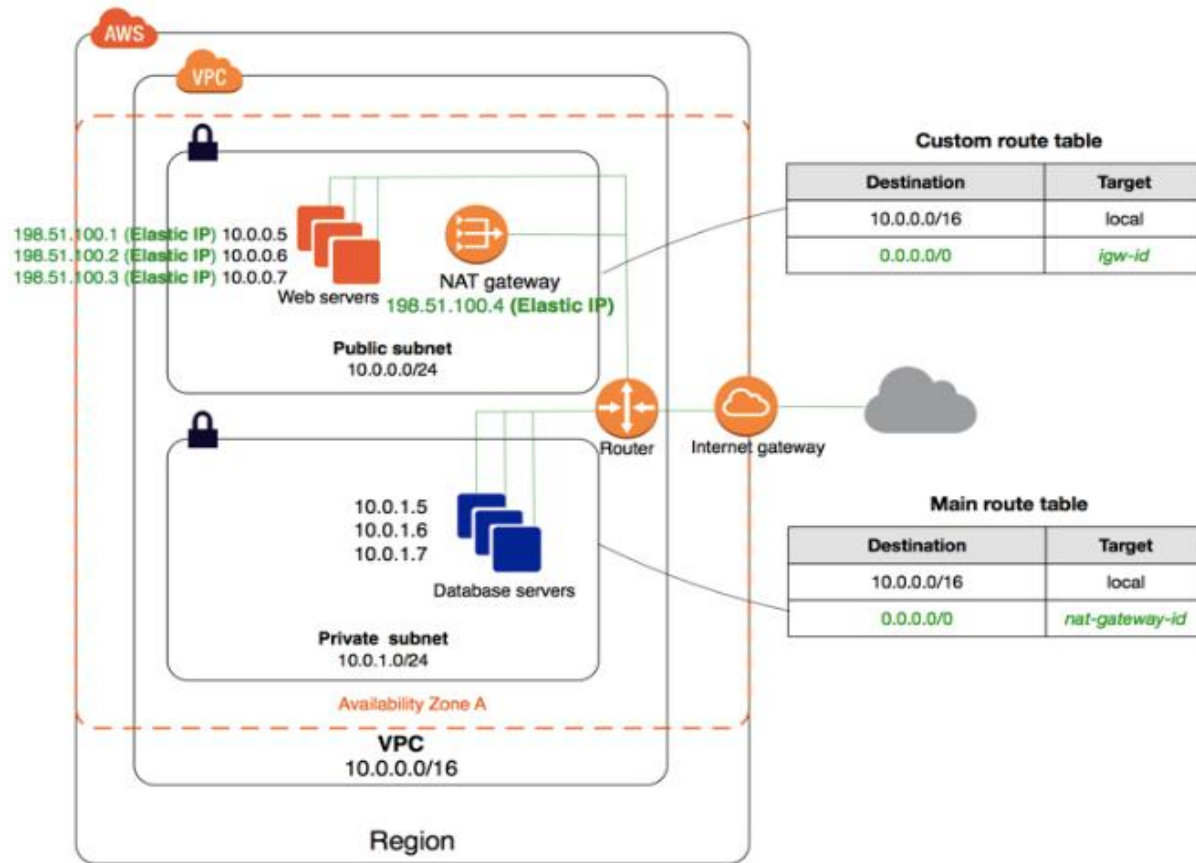 AWS
VPC
198.51.100.1 (Elastic IP) 10.0.0.5
198.51.100.2 (Elastic IP) 10.0.0.6
198.51.100.3 (Elastic IP) 10.0.0.7
Web servers
NAT gateway
198.51.100.4 (Elastic IP)
Public subnet
10.0.0.0/24
Custom route table
Destination Target
10.0.0.0/16 local
0.0.0.0/0 igw-id
Router
Internet gateway
10.0.1.5
10.0.1.6
10.0.1.7
Database servers
Private subnet
10.0.1.0/24
Main route table
Destination Target
10.0.0.0/16 local
0.0.0.0/0 nat-gateway-id
Availability Zone A
VPC
10.0.0.0/16
Region